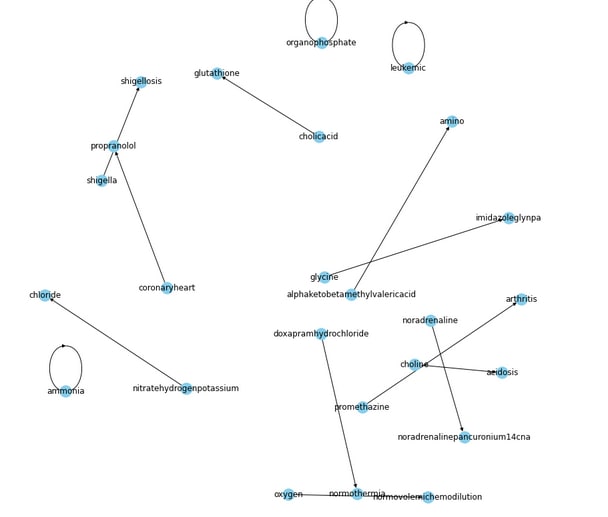 organophosphate
leukemic
glutathione
shigellosis
amino
cholicacid
propranolol
shigella
imidazoleglynpa
glycine
coronaryheart
alphaketobetamethylvalericacid
chloride
arthritis
noradrenaline
doxapramhydrochloride
choline
acidosis
nitratehydrogenpotassium
ammonia
promethazine
noradrenalinepancuronium14cna
oxygen
normothermia
normovolemichemodilution